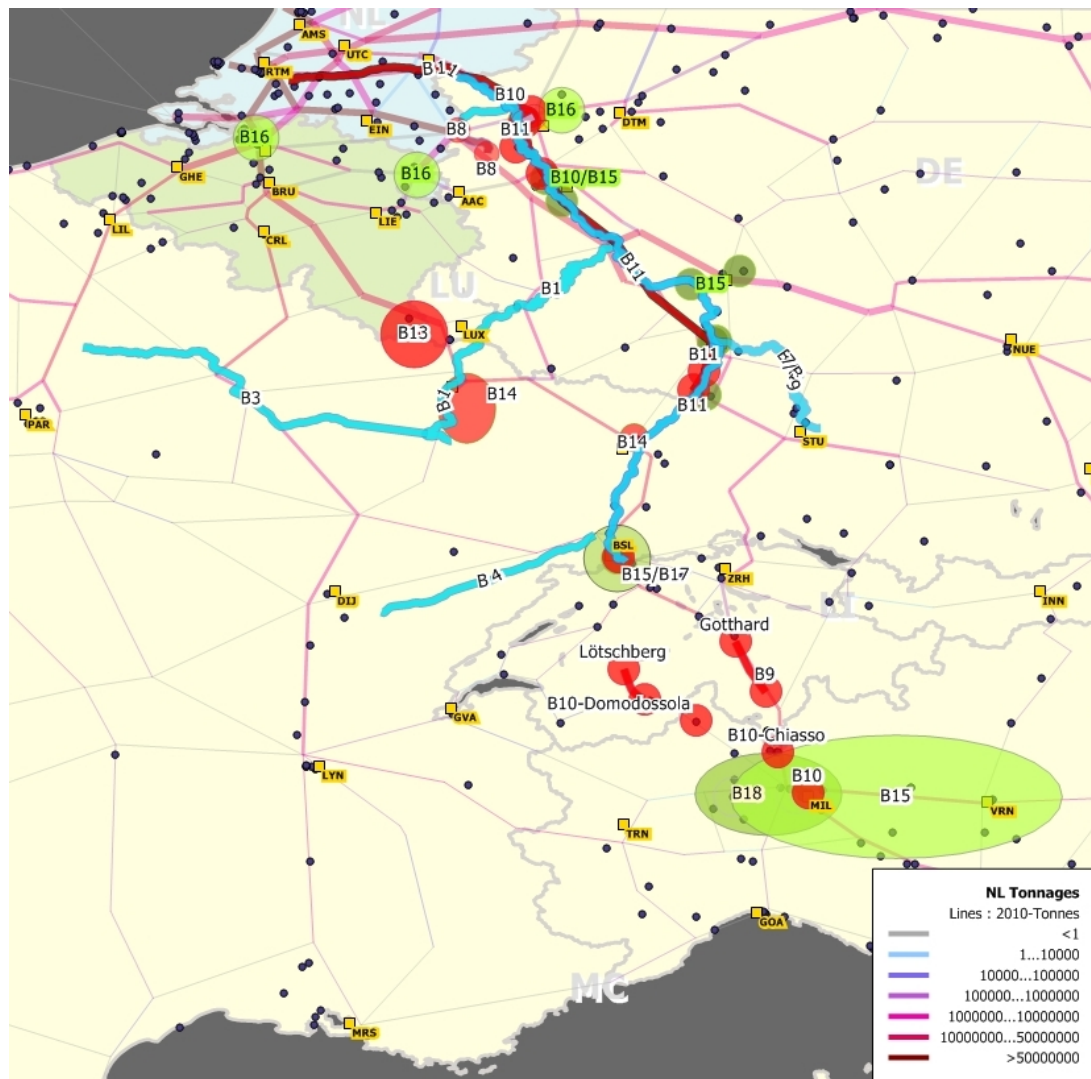 NL
AMS
UTC
RTM
B11
B10
B16
DTM
EIN
B8
B11
B16
B8
DE
GHE
B16
B10/B15
BRU
AAC
LIE
LIL
CRL
B11
LU
B1
B15
B13
LUX
NUE
B11
B3
B1
B14
B11
PAR
B14
STU
BSL
B15/B17
ZRH
B4
DIJ
LI
INN
Gotthard
Lötschberg
B9
B10-Domodossola
GVA
B10-Chiasso
LYN
B10
B18
B15
MIL
VRN
TRN
GOA
MC
MRS
NL Tonnages
Lines : 2010-Tonnes
<1
1...10000
10000...100000
100000...1000000
1000000...10000000
10000000...50000000
>50000000